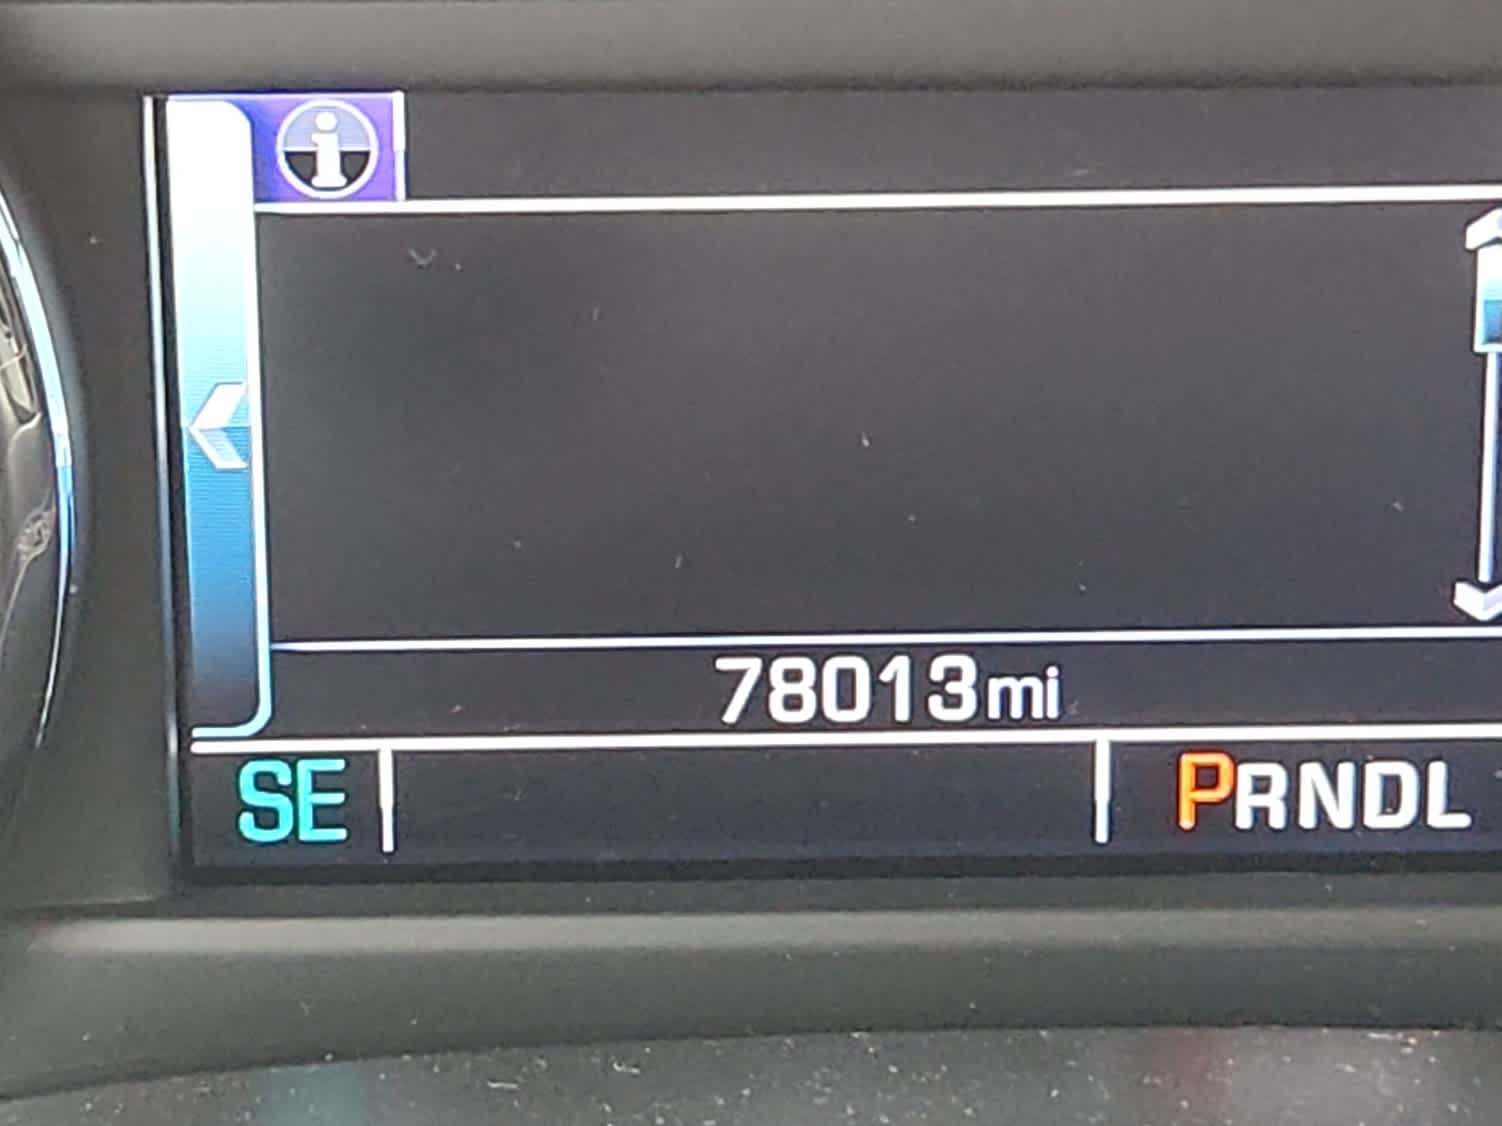 i
78013mi
SE PRNDL